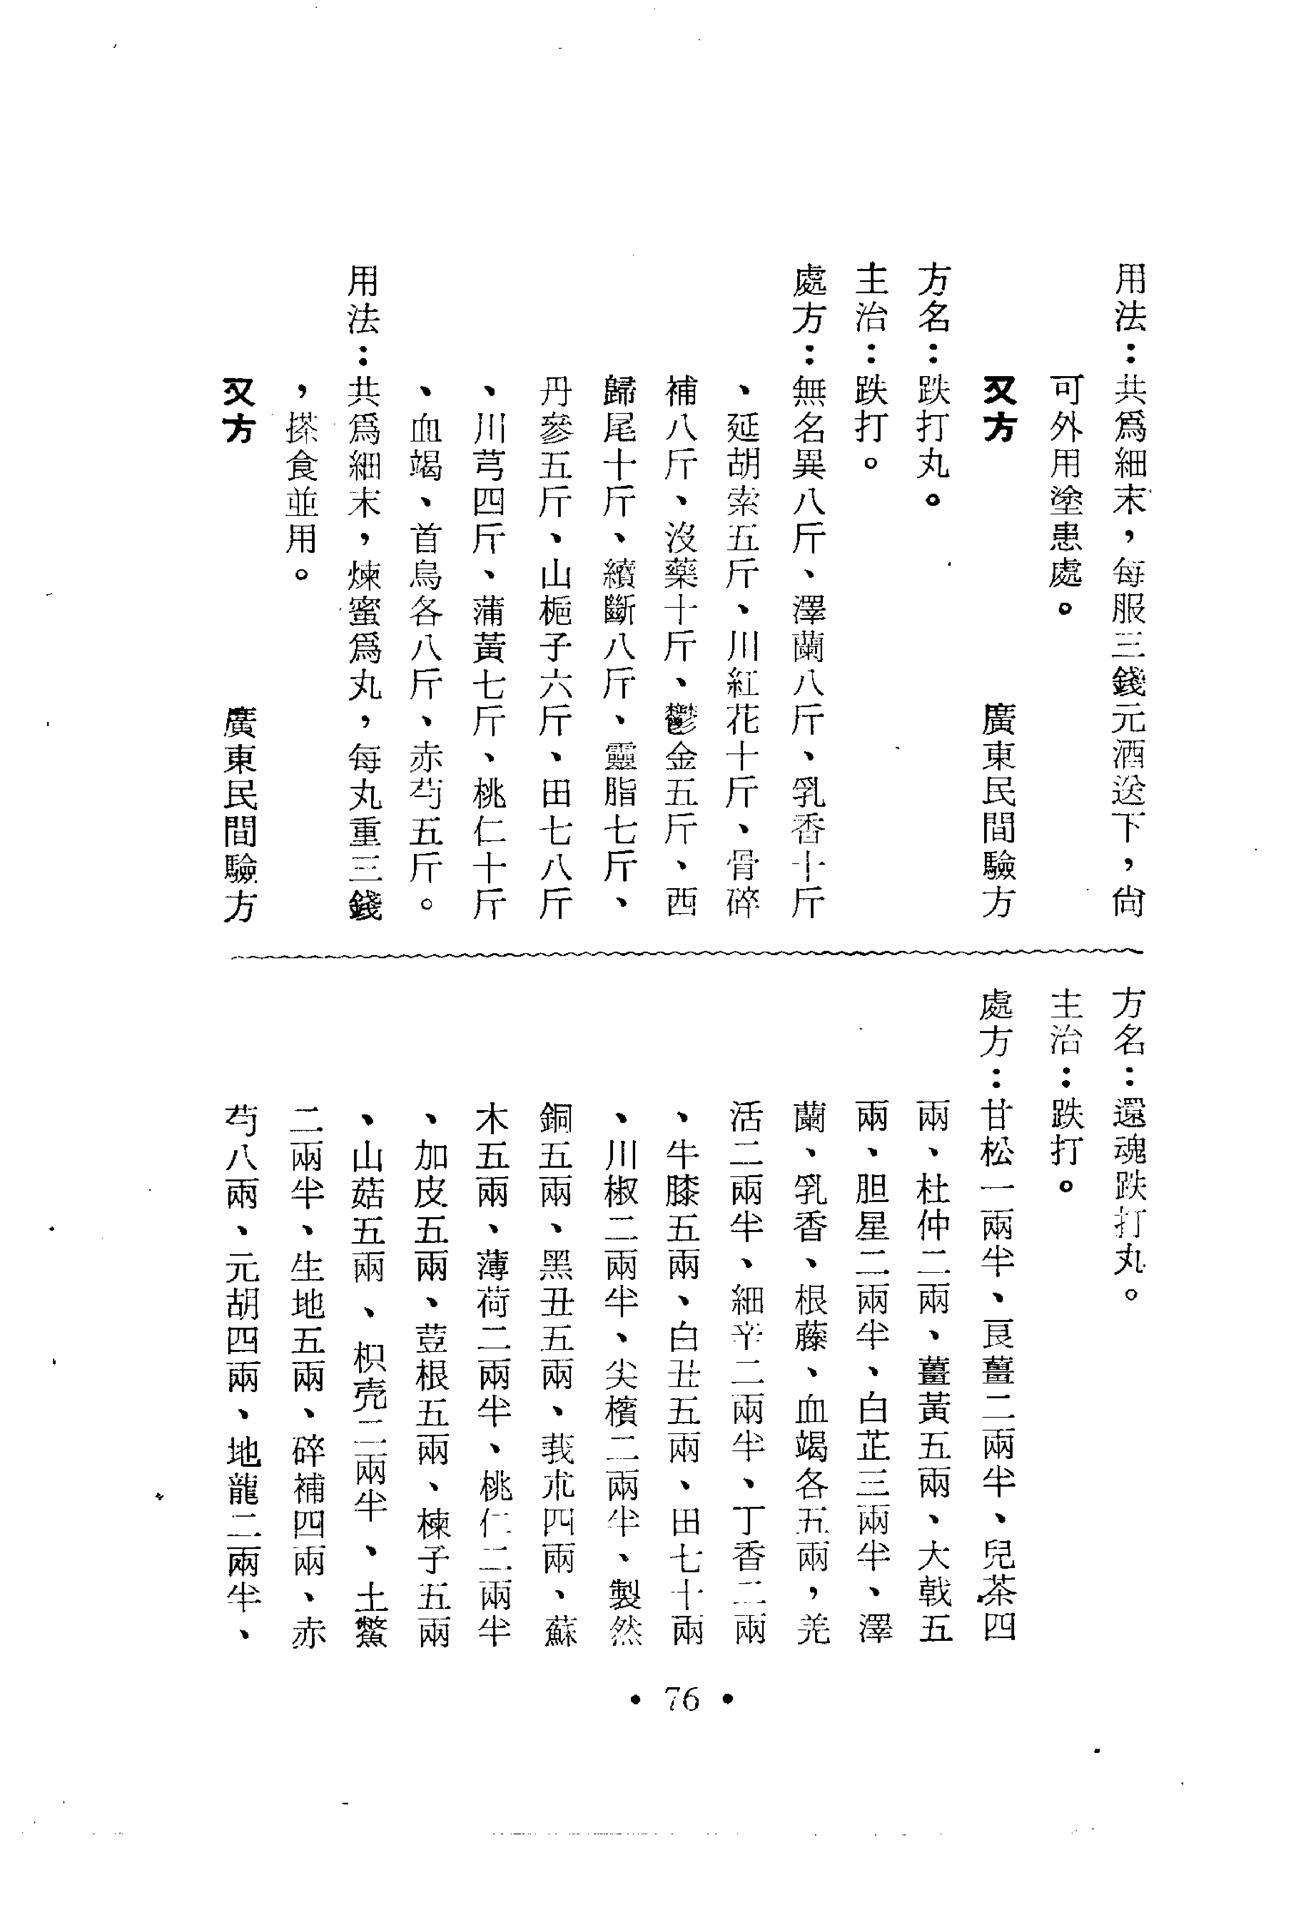 用法：共爲細末，每服三錢元酒送下，尙
可外用塗患處。
又方　廣東民間驗方
方名：跌打丸。
主治：跌打。
處方：無名異八斤、澤蘭八斤、乳香十斤
、延胡索五斤、川紅花十斤、骨碎
補八斤、沒藥十斤、鬱金五斤、西
歸尾十斤、續斷八斤、靈脂七斤、
丹參五斤、山梔子六斤、田七八斤
、川芎四斤、蒲黃七斤、桃仁十斤
、血竭、首烏各八斤、赤芍五斤。
用法：共爲細末，煉蜜爲丸，每丸重三錢
，搽食並用。
又方　廣東民間驗方
方名：還魂跌打丸。
主治：跌打。
處方：甘松一兩半、良薑二兩半、兒茶四
兩、杜仲二兩、薑黃五兩、大戟五
兩、胆星二兩半、白芷三兩半、澤
蘭、乳香、根藤、血竭各五兩，羌
活二兩半、細辛二兩半、丁香二兩
、牛膝五兩、白丑五兩、田七十兩
、川椒二兩半、尖檳二兩半、製然
銅五兩、黑丑五兩、莪朮四兩、蘇
木五兩、薄荷二兩半、桃仁二兩半
、加皮五兩、荳根五兩、楝子五兩
、山菇五兩、枳壳二兩半、土鱉
二兩半、生地五兩、碎補四兩、赤
芍八兩、元胡四兩、地龍二兩半、
• 76 •